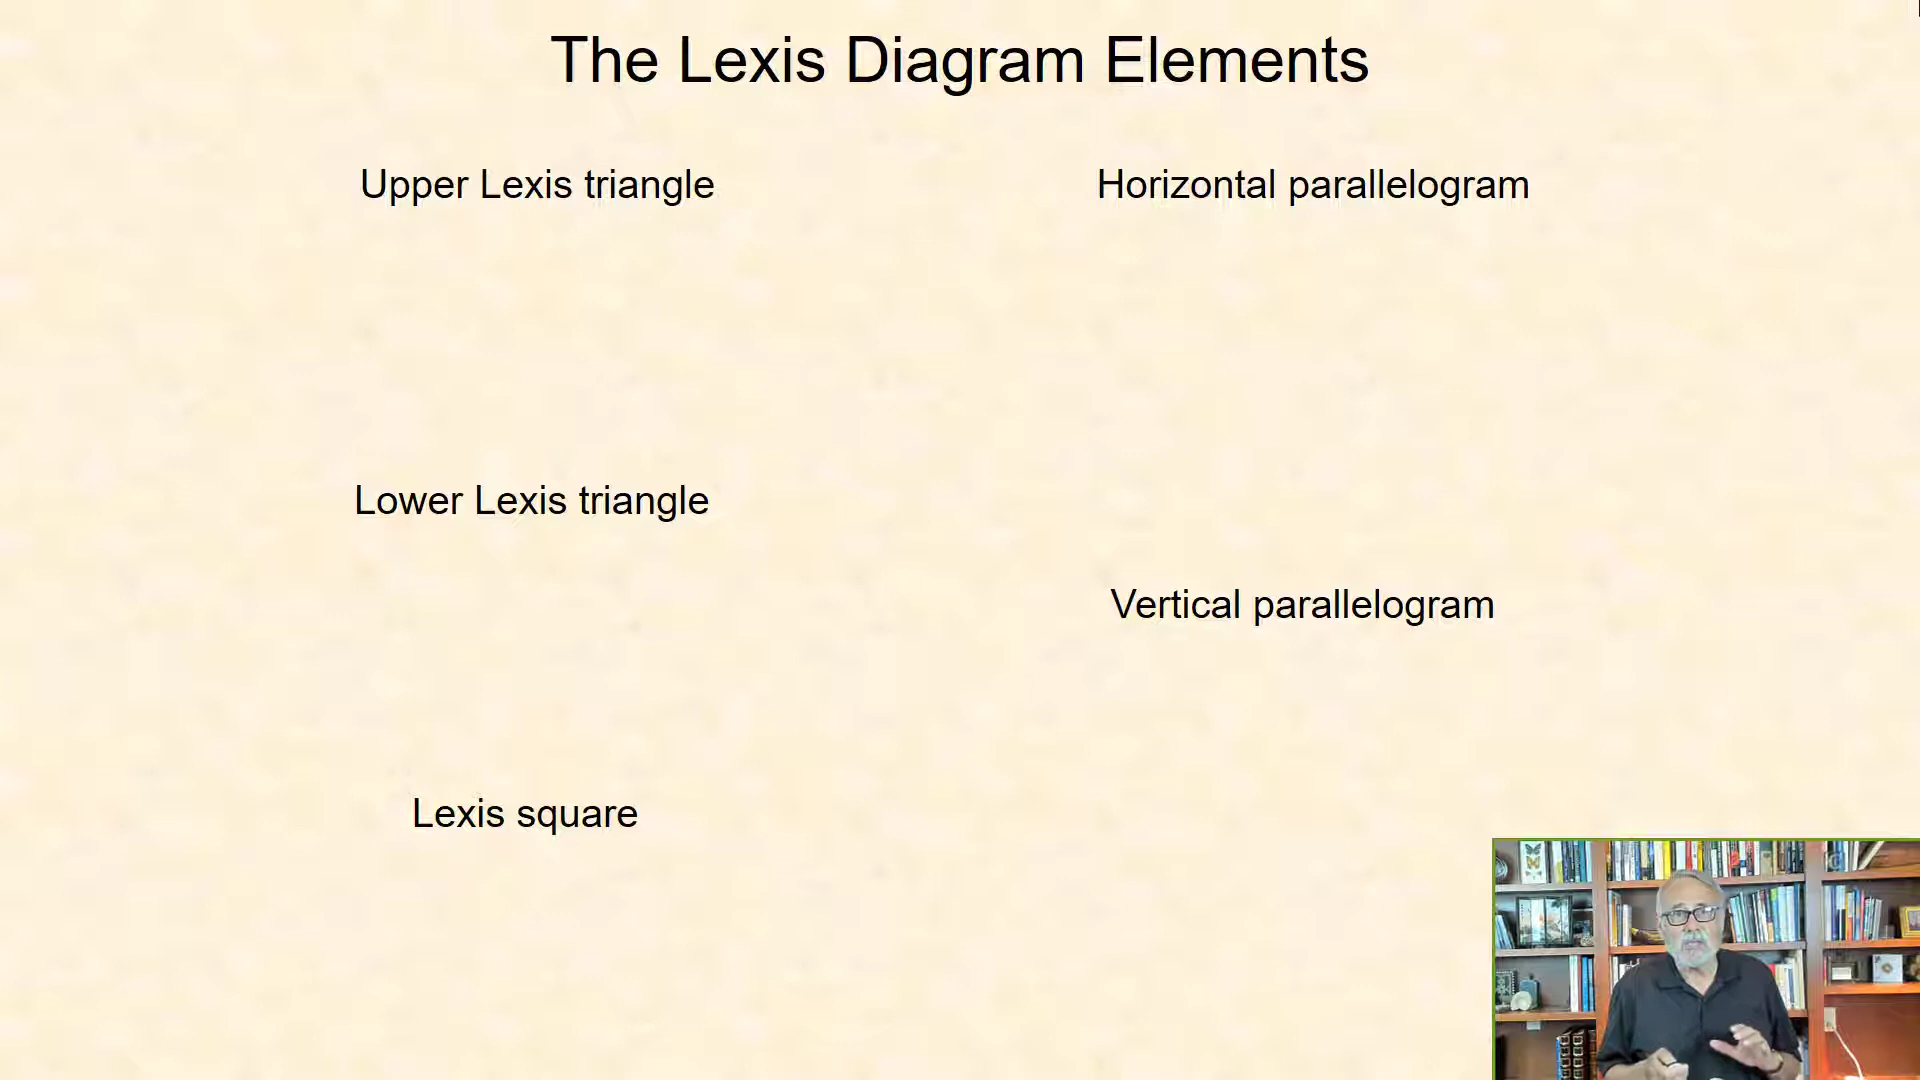 The Lexis Diagram Elements
Upper Lexis triangle
Horizontal parallelogram
Lower Lexis triangle
Vertical parallelogram
Lexis square